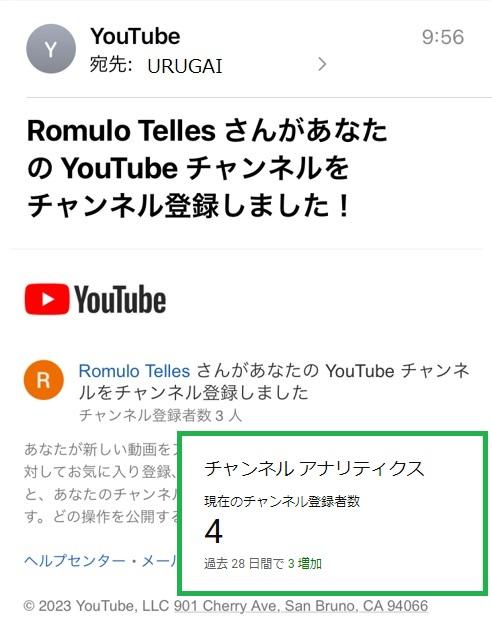 Y
YouTube
9:56
宛先: URUGAI
Romulo Telles さんがあなた
の YouTube チャンネルを
チャンネル登録しました！
YouTube
R
Romulo Telles さんがあなたの YouTube チャンネ
ルをチャンネル登録しました
チャンネル登録者数 3 人
あなたが新しい動画を
対してお気に入り登録、
と、あなたのチャンネル
す。どの操作を公開する
ヘルプセンター・メール
チャンネル アナリティクス
現在のチャンネル登録者数
4
過去 28 日間で 3 増加
© 2023 YouTube, LLC 901 Cherry Ave, San Bruno, CA 94066